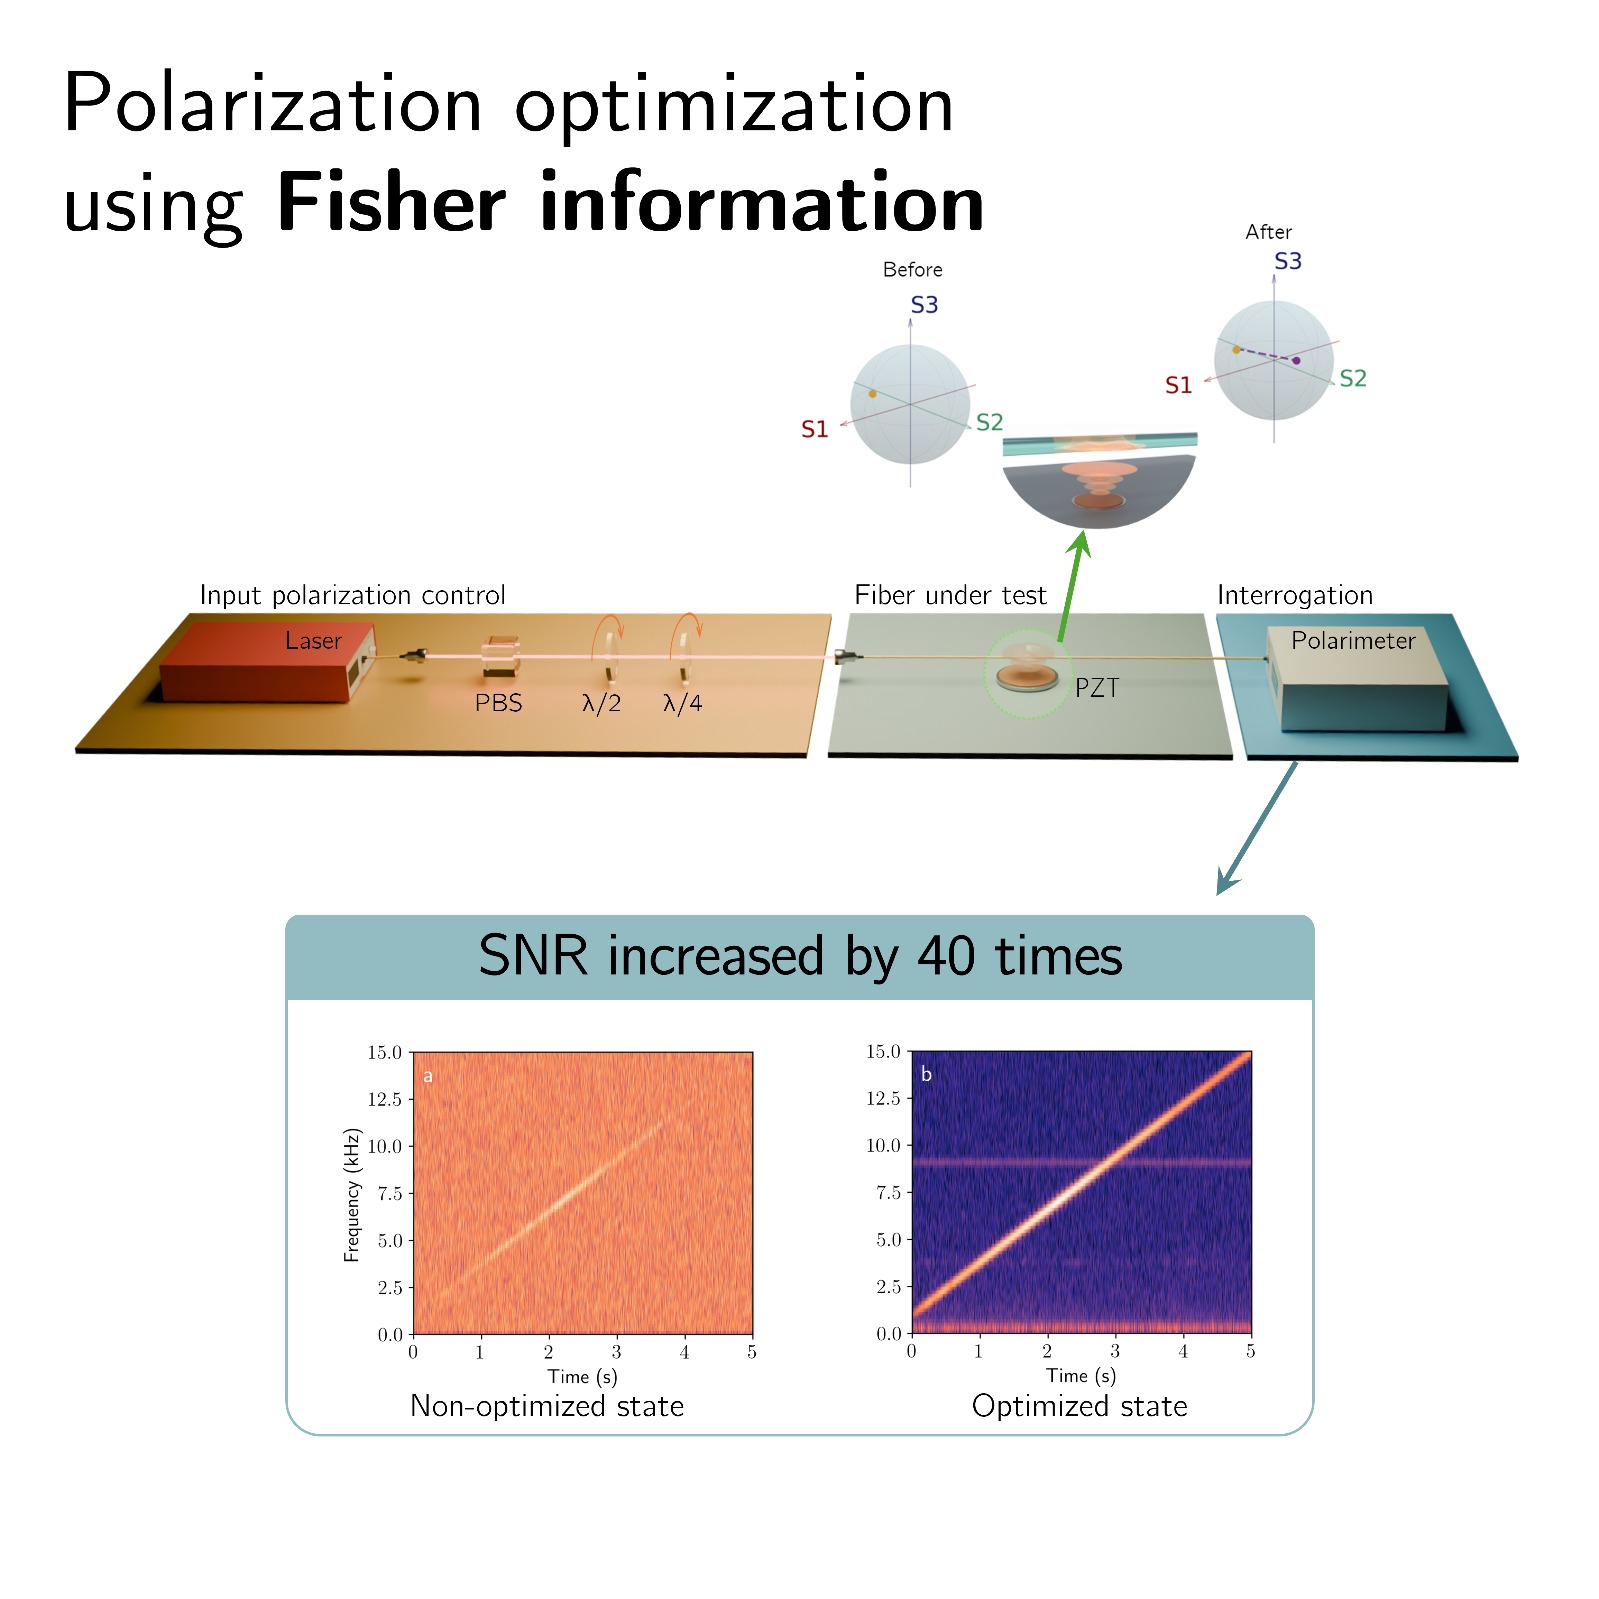 Polarization optimization
using Fisher information
Before
S3
S1
S2
After
S3
S1
S2
Input polarization control
Fiber under test
Interrogation
Laser
PBS
λ/2
λ/4
PZT
Polarimeter
SNR increased by 40 times
a
15.0
12.5
10.0
7.5
5.0
2.5
0.0
Frequency (kHz)
0 1 2 3 4 5
Time (s)
Non-optimized state
b
15.0
12.5
10.0
7.5
5.0
2.5
0.0
0 1 2 3 4 5
Time (s)
Optimized state